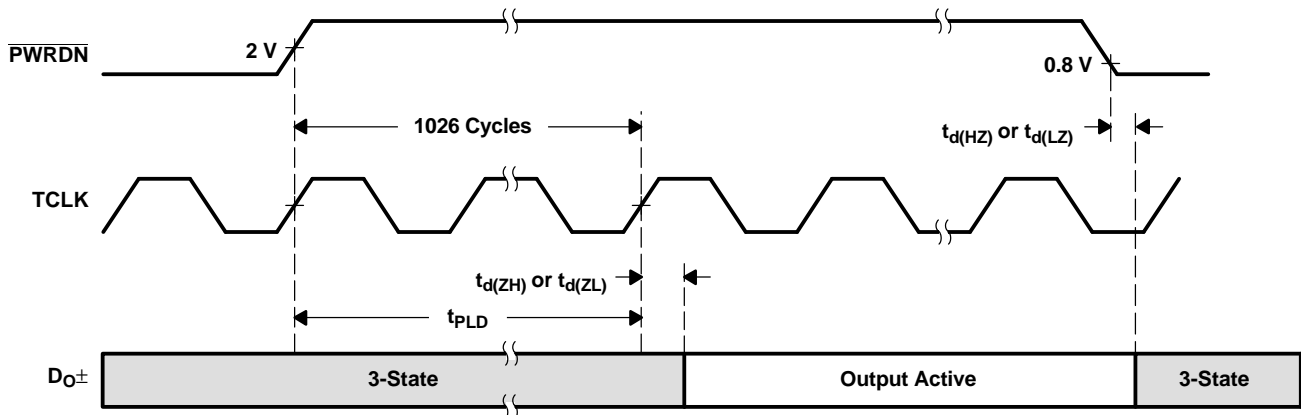 PWRDN
2 V
0.8 V
1026 Cycles
td(HZ) or td(LZ)
TCLK
td(ZH) or td(ZL)
tPLD
DO±
3-State
Output Active
3-State